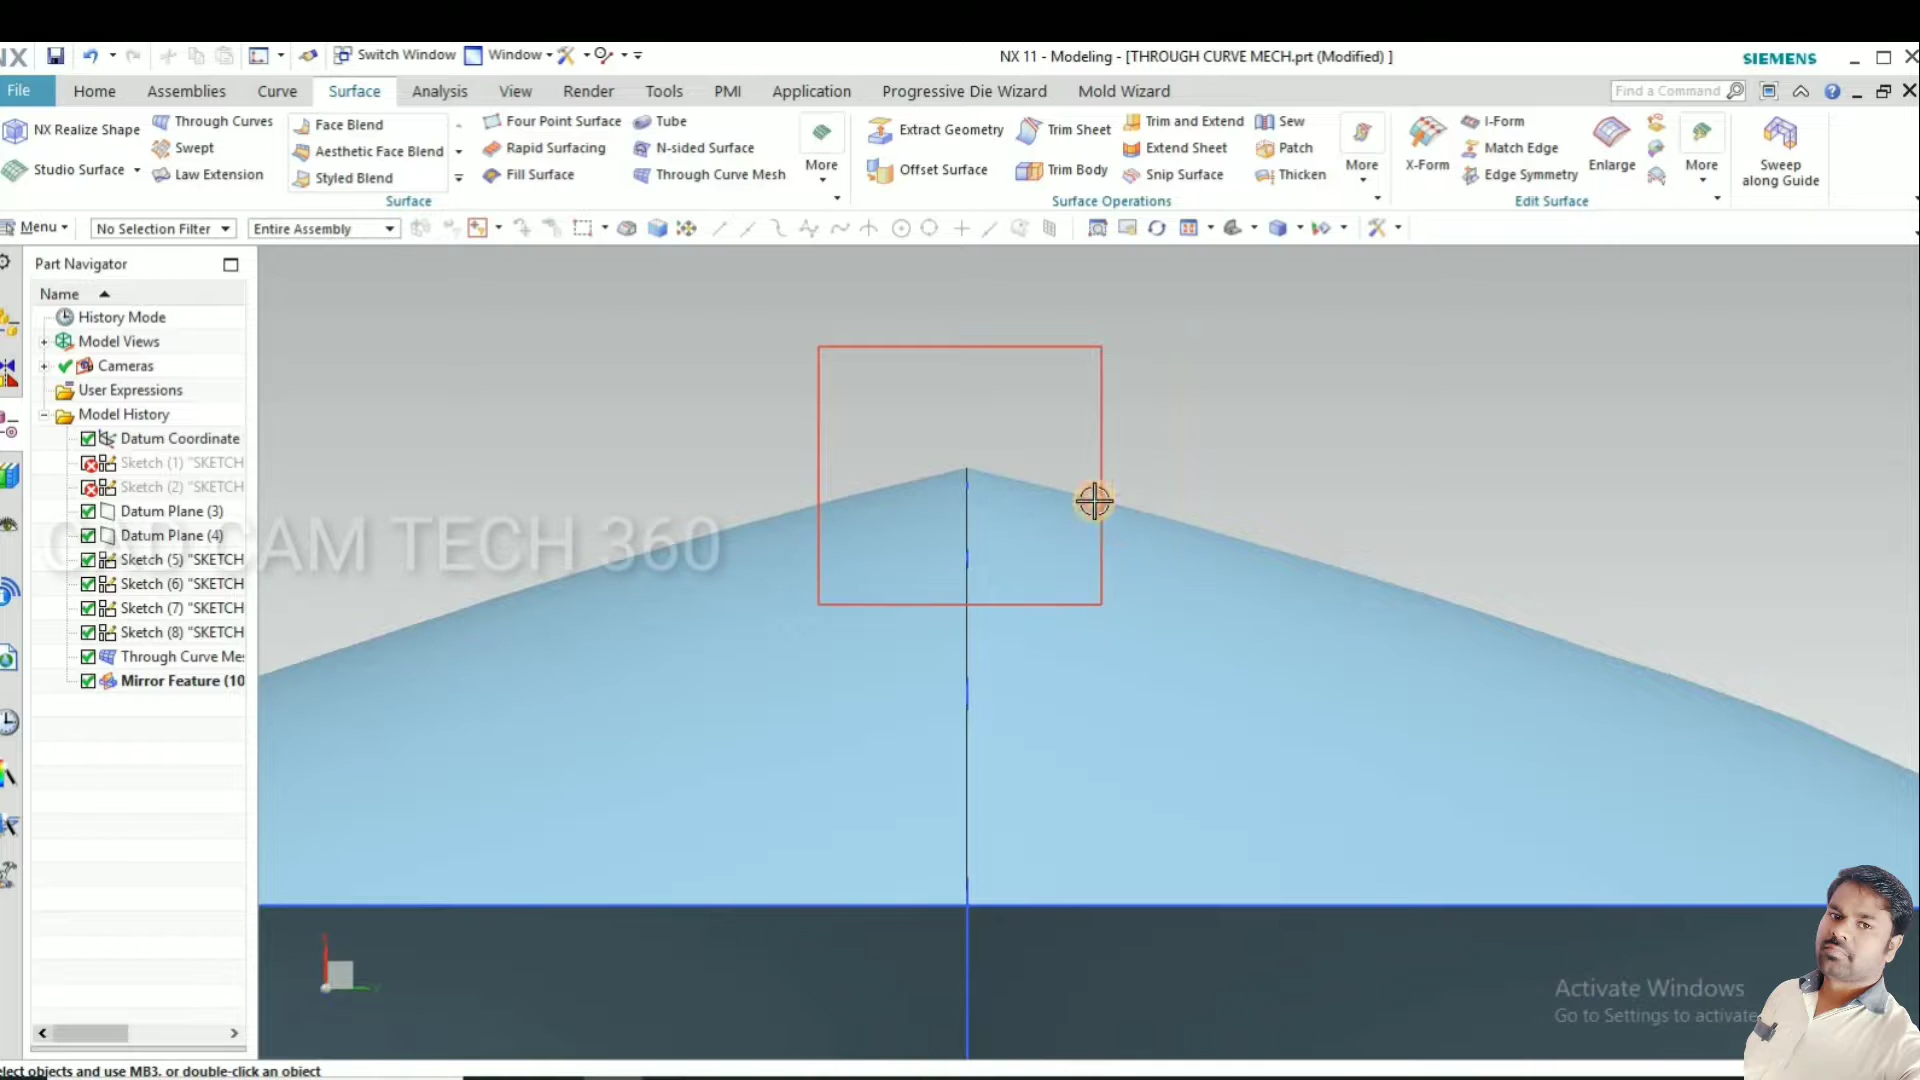 NX Switch Window Window NX 11 - Modeling - [THROUGH CURVE MECH.prt (Modified) ] SIEMENS
File Home Assemblies Curve Surface Analysis View Render Tools PMI Application Progressive Die Wizard Mold Wizard Find a Command
NX Realize Shape Through Curves Face Blend Four Point Surface Tube Extract Geometry Trim Sheet Trim and Extend Sew I-Form
Swept Aesthetic Face Blend Rapid Surfacing N-sided Surface Extend Sheet Patch Match Edge
Studio Surface Law Extension Styled Blend Fill Surface Through Curve Mesh More Offset Surface Trim Body Snip Surface Thicken More X-Form Edge Symmetry Enlarge More Sweep along Guide
Surface Surface Operations Edit Surface
Menu No Selection Filter Entire Assembly
Part Navigator
Name
History Mode
Model Views
Cameras
User Expressions
Model History
Datum Coordinate
Sketch (1) "SKETCH
Sketch (2) "SKETCH
Datum Plane (3)
Datum Plane (4)
CAD CAM TECH 360
Sketch (5) "SKETCH
Sketch (6) "SKETCH
Sketch (7) "SKETCH
Sketch (8) "SKETCH
Through Curve Me
Mirror Feature (10
Activate Windows
Go to Settings to activate
elect objects and use MB3, or double-click an object